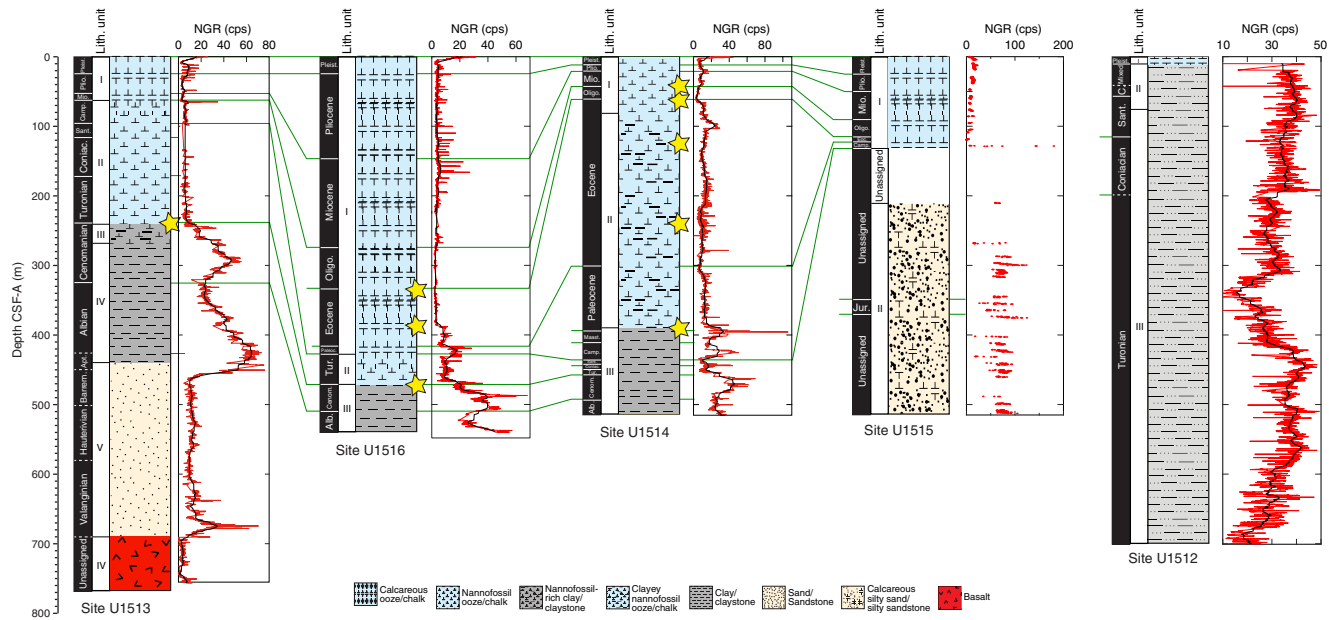 Lith. unit
NGR (cps)
0 20 40 60 80
Lith. unit
NGR (cps)
0 20 40 60 80
Lith. unit
NGR (cps)
0 40 80
Lith. unit
NGR (cps)
0 100 200
Lith. unit
NGR (cps)
10 30 50
Depth CSF-A (m)
0
100
200
300
400
500
600
700
800
Pleist.
Plio.
Mio.
Camp.
Sant.
Coniac.
Turonian
Cenomanian
Albian
Apt.
Barrem.
Hauterivian
Valanginian
Unassigned
I
II
III
IV
V
IV
Site U1513
Pleist.
Pliocene
Miocene
Oligo.
Eocene
Paleoc.
Tur.
Cenom.
Alb.
I
II
III
Site U1516
Pleist.
Plio.
Mio.
Oligo.
Eocene
Paleocene
Maast.
Camp.
Cenom.
Alb.
I
II
III
Site U1514
Pleist.
Plio.
Mio.
Oligo.
Camp.
Unassigned
Jur.
Unassigned
I
Unassigned
II
Site U1515
Pleist.
C.
Mixed
Sant.
Coniacian
Turonian
I
II
III
Site U1512
Calcareous
ooze/chalk
Nannofossil
ooze/chalk
Nannofossil-
rich clay/
claystone
Clayey
nannofossil
ooze/chalk
Clay/
claystone
Sand/
Sandstone
Calcareous
silty sand/
silty sandstone
Basalt